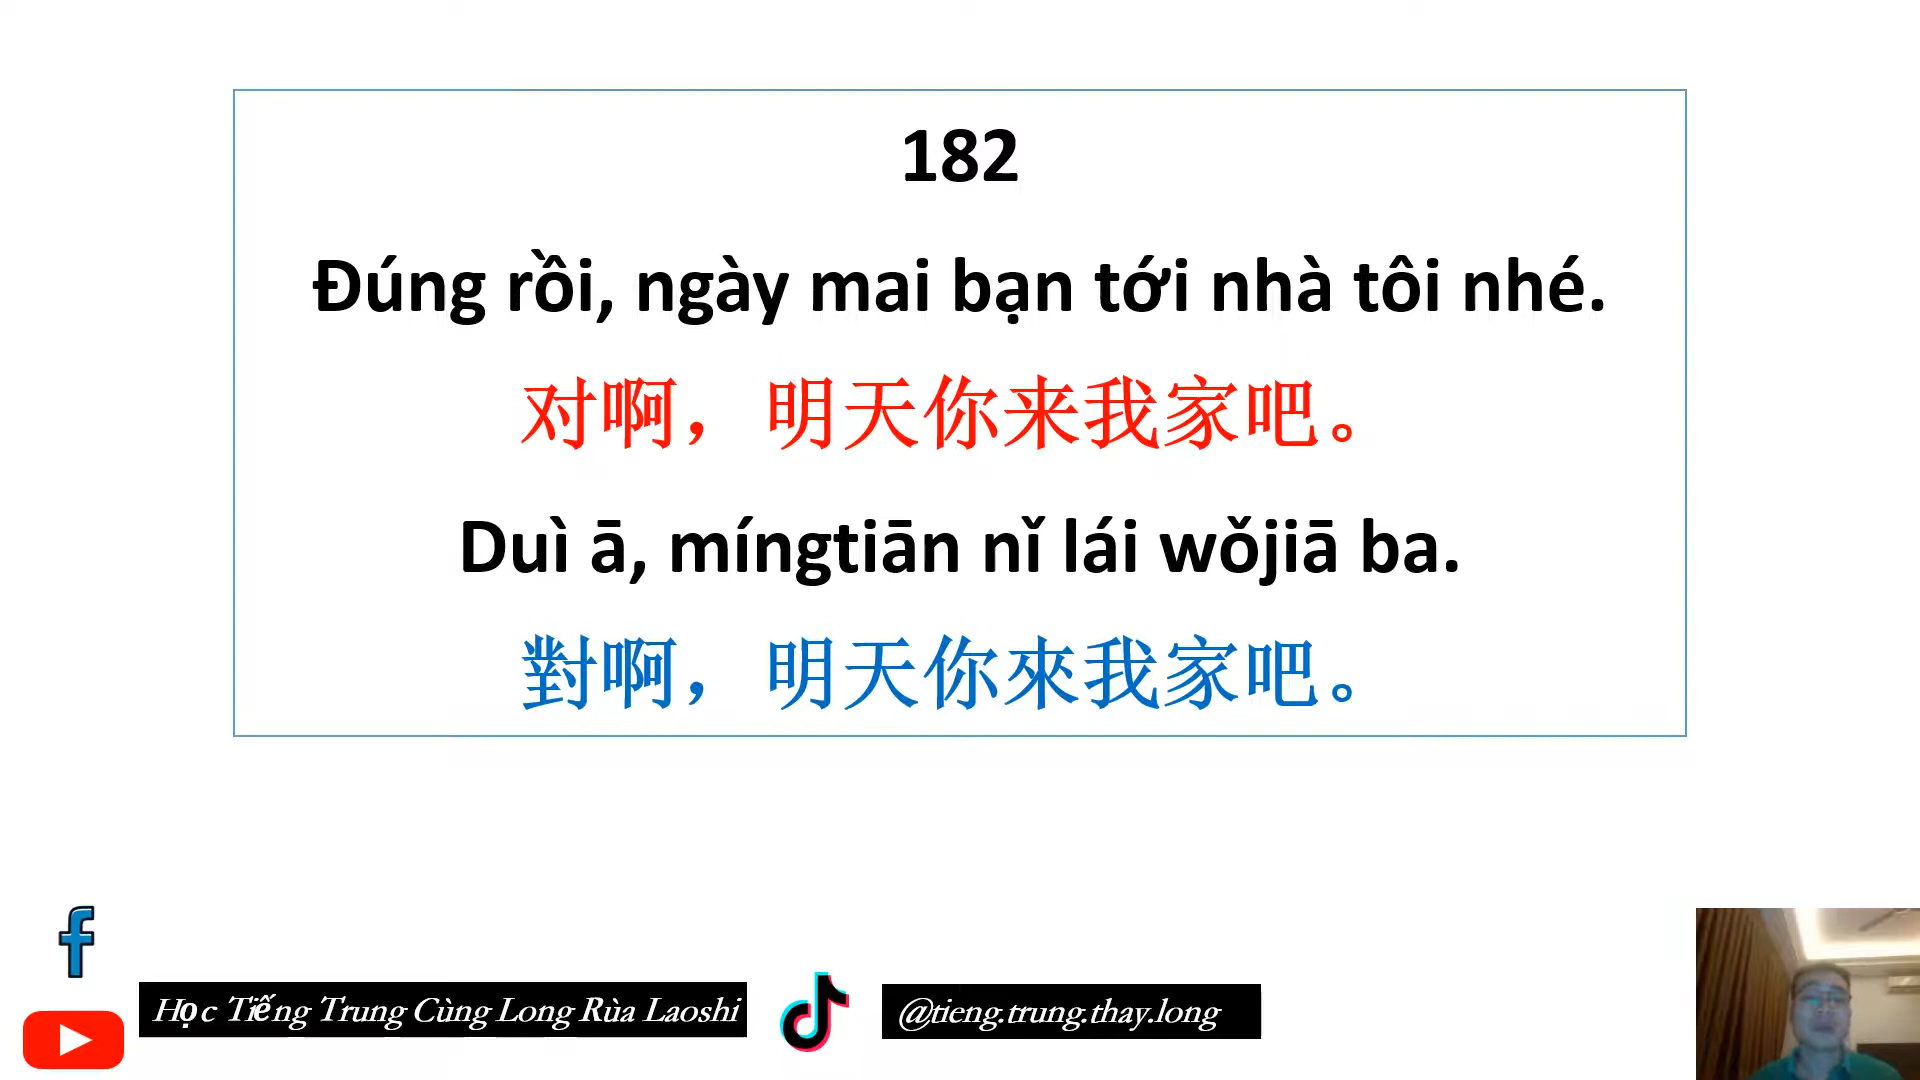 182
Đúng rồi, ngày mai bạn tới nhà tôi nhé.
对啊，明天你来我家吧。
Duì ā, míngtiān nǐ lái wǒjiā ba.
對啊，明天你來我家吧。
Học Tiếng Trung Cùng Long Rùa Laoshi
@tieng.trung.thay.long